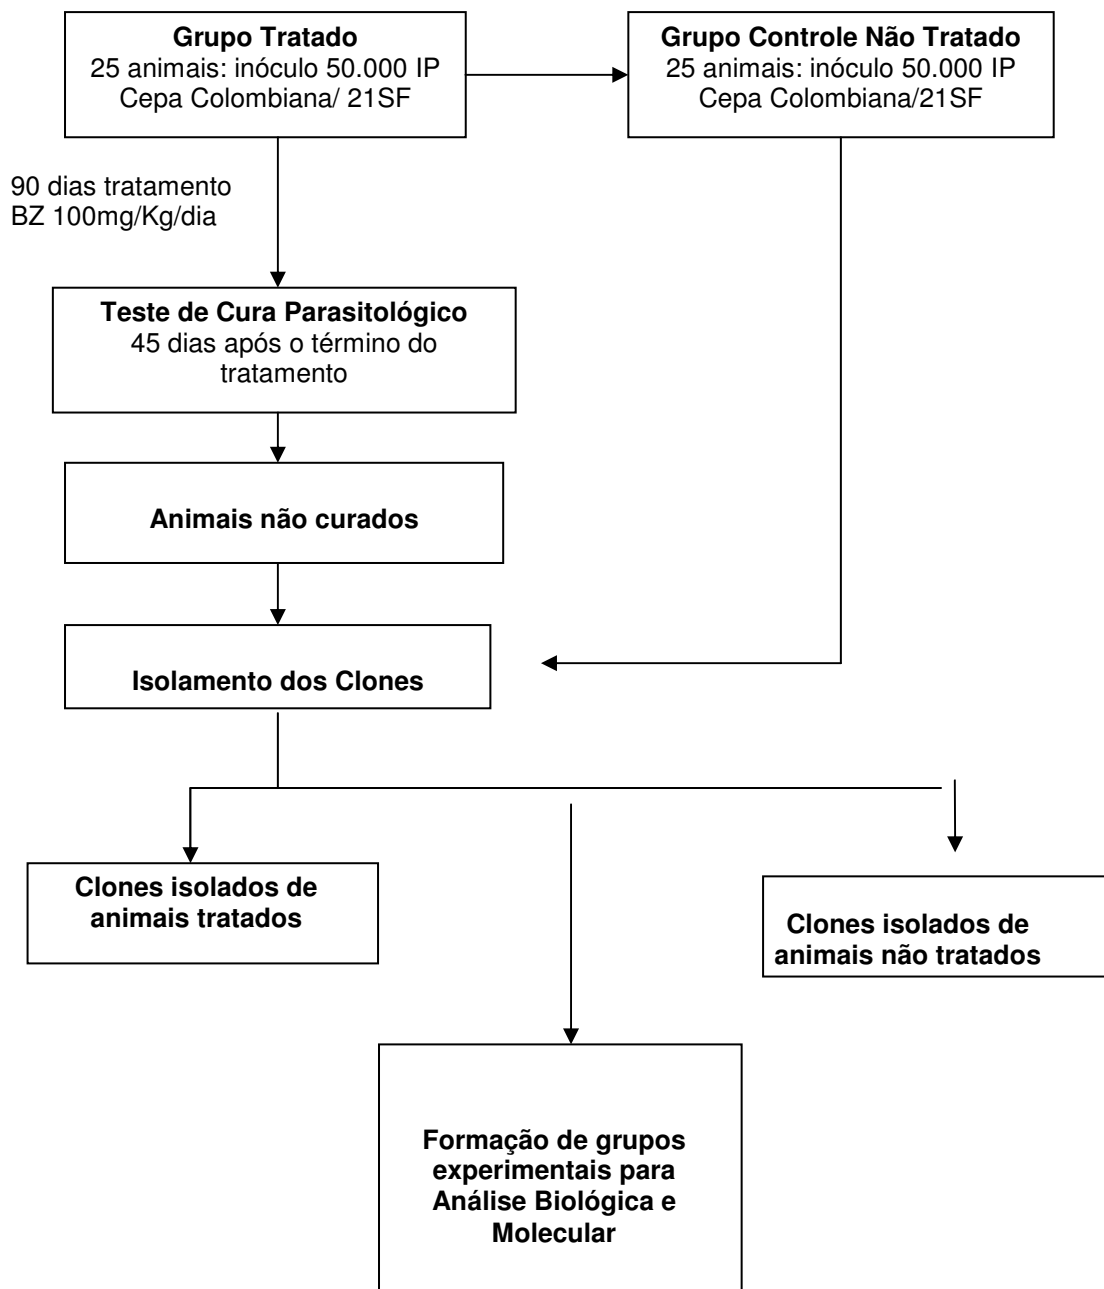 Grupo Tratado
25 animais: inóculo 50.000 IP
Cepa Colombiana/ 21SF
Grupo Controle Não Tratado
25 animais: inóculo 50.000 IP
Cepa Colombiana/21SF
90 dias tratamento
BZ 100mg/Kg/dia
Teste de Cura Parasitológico
45 dias após o término do
tratamento
Animais não curados
Isolamento dos Clones
Clones isolados de
animais tratados
Clones isolados de
animais não tratados
Formação de grupos
experimentais para
Análise Biológica e
Molecular